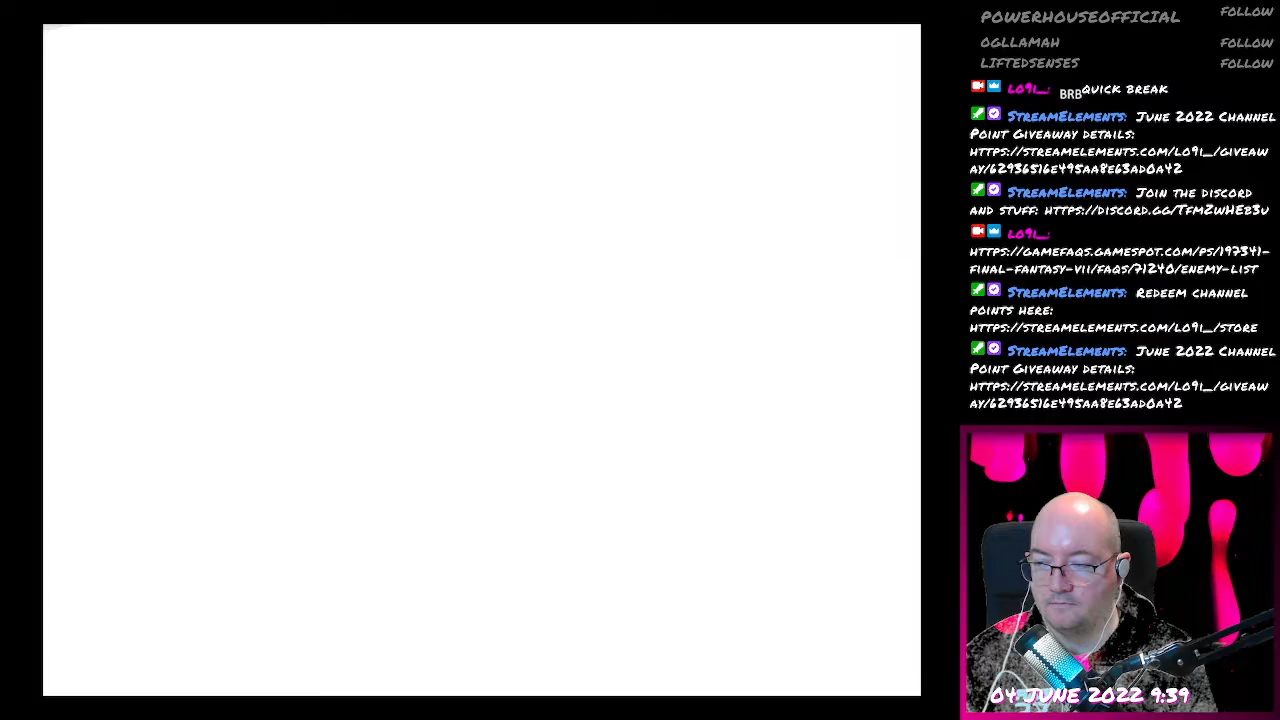 POWERHOUSEOFFICIAL FOLLOW
OGLLAMAH FOLLOW
LIFTEDSENSES FOLLOW
LO9I_: BRB QUICK BREAK
STREAMELEMENTS: JUNE 2022 CHANNEL
POINT GIVEAWAY DETAILS:
HTTPS://STREAMELEMENTS.COM/LO9I_/GIVEAW
AY/62936516E495AA8E63AD0A42
STREAMELEMENTS: JOIN THE DISCORD
AND STUFF: HTTPS://DISCORD.GG/TFMZWHEB3U
LO9I_:
HTTPS://GAMEFAQS.GAMESPOT.COM/PS/197341-
FINAL-FANTASY-VII/FAQS/71240/ENEMY-LIST
STREAMELEMENTS: REDEEM CHANNEL
POINTS HERE:
HTTPS://STREAMELEMENTS.COM/LO9I_/STORE
STREAMELEMENTS: JUNE 2022 CHANNEL
POINT GIVEAWAY DETAILS:
HTTPS://STREAMELEMENTS.COM/LO9I_/GIVEAW
AY/62936516E495AA8E63AD0A42
04 JUNE 2022 9:39